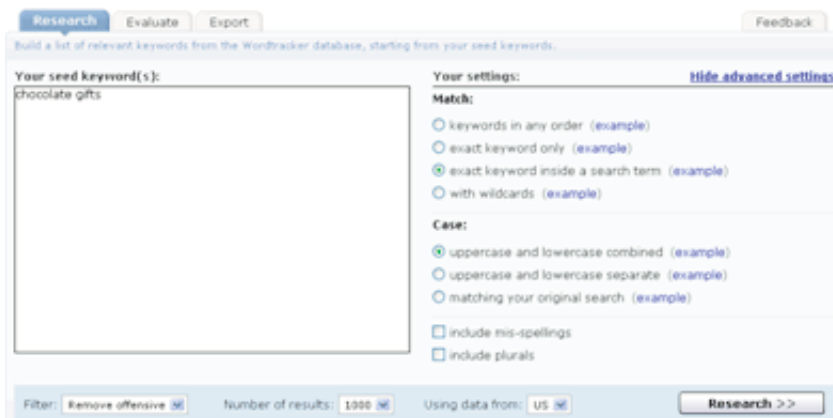 Research Evaluate Export Feedback
Build a list of relevant keywords from the Wordtracker database, starting from your seed keywords.
Your seed keyword(s):
chocolate gifts
Your settings: Hide advanced settings
Match:
keywords in any order (example)
exact keyword only (example)
exact keyword inside a search term (example)
with wildcards (example)
Case:
uppercase and lowercase combined (example)
uppercase and lowercase separate (example)
matching your original search (example)
include mis-spellings
include plurals
Filter: Remove offensive Number of results: 1000 Using data from: US Research >>